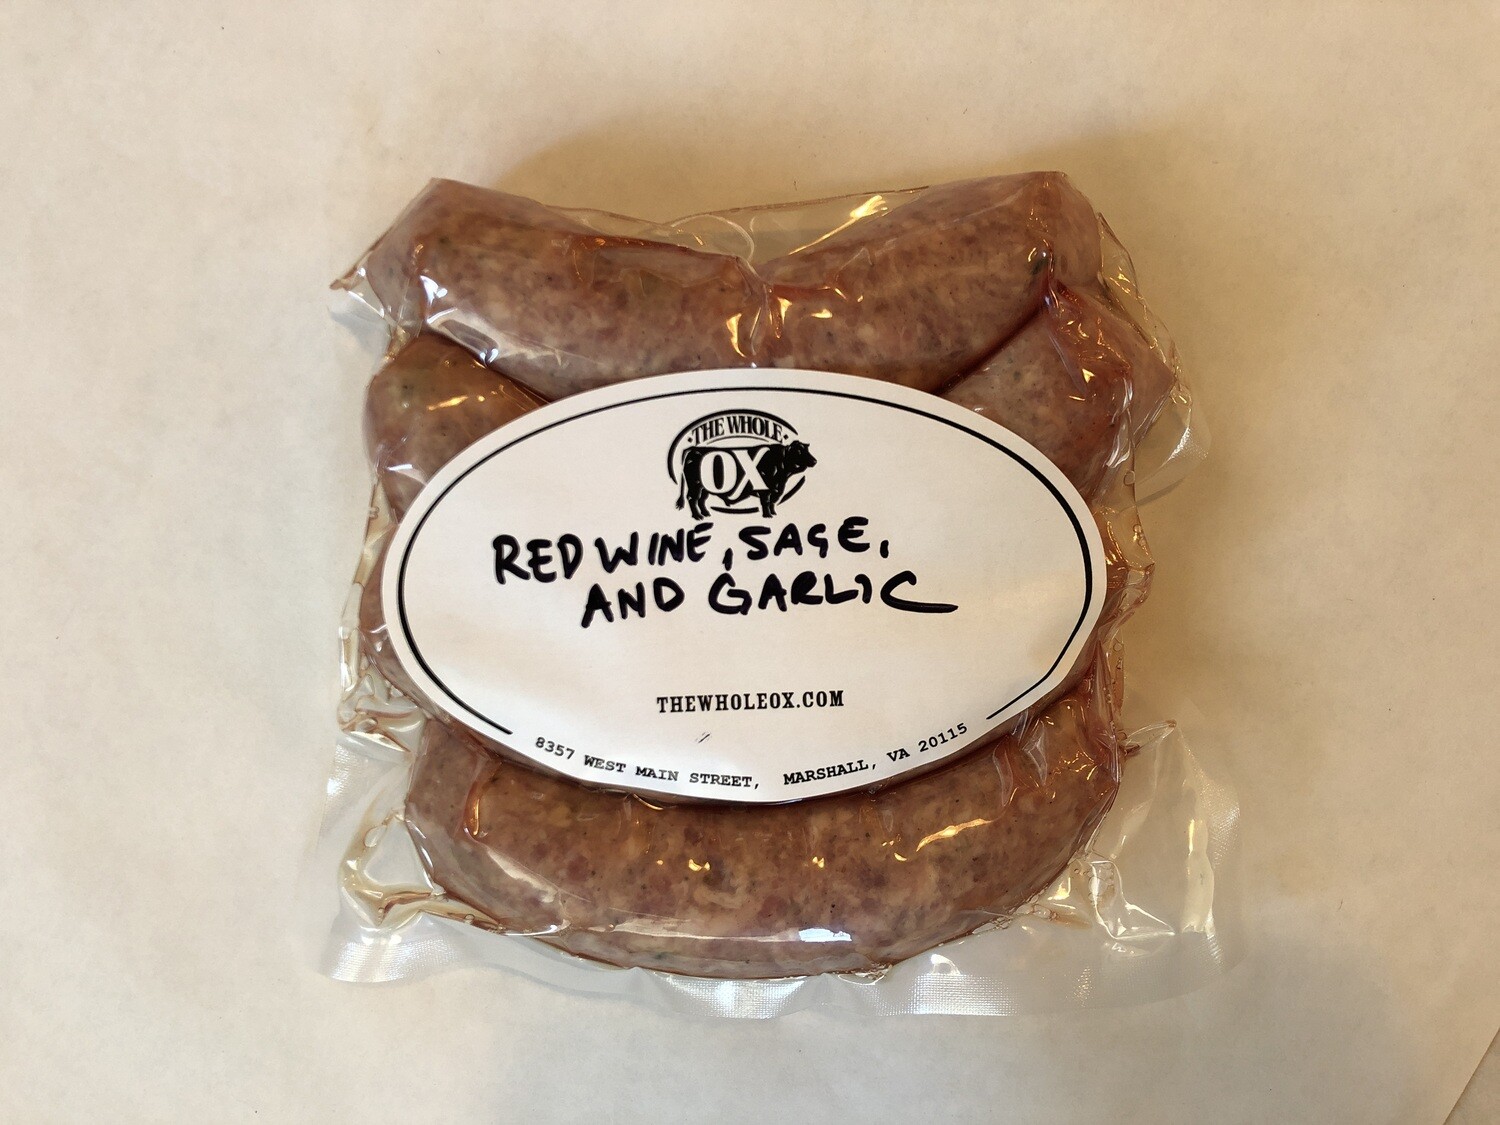 THE WHOLE
OX
RED WINE, SAGE,
AND GARLIC
THEWHOLEOX.COM
8357 WEST MAIN STREET, MARSHALL, VA 20115